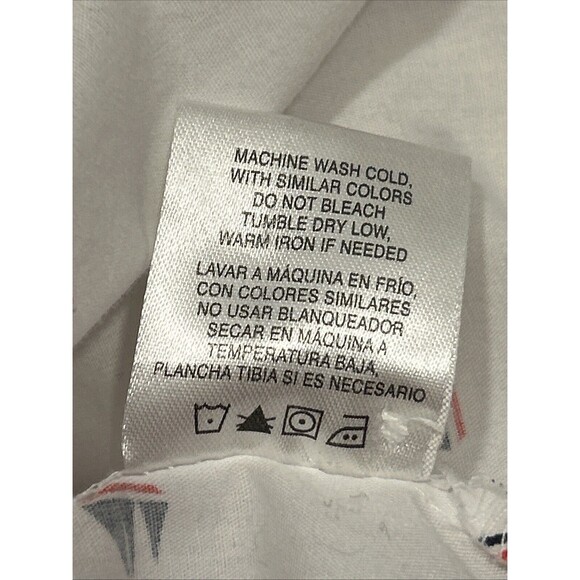 MACHINE WASH COLD,
WITH SIMILAR COLORS
DO NOT BLEACH
TUMBLE DRY LOW,
WARM IRON IF NEEDED
LAVAR A MÁQUINA EN FRÍO,
CON COLORES SIMILARES
NO USAR BLANQUEADOR
SECAR EN MÁQUINA A
TEMPERATURA BAJA,
PLANCHA TIBIA SI ES NECESARIO